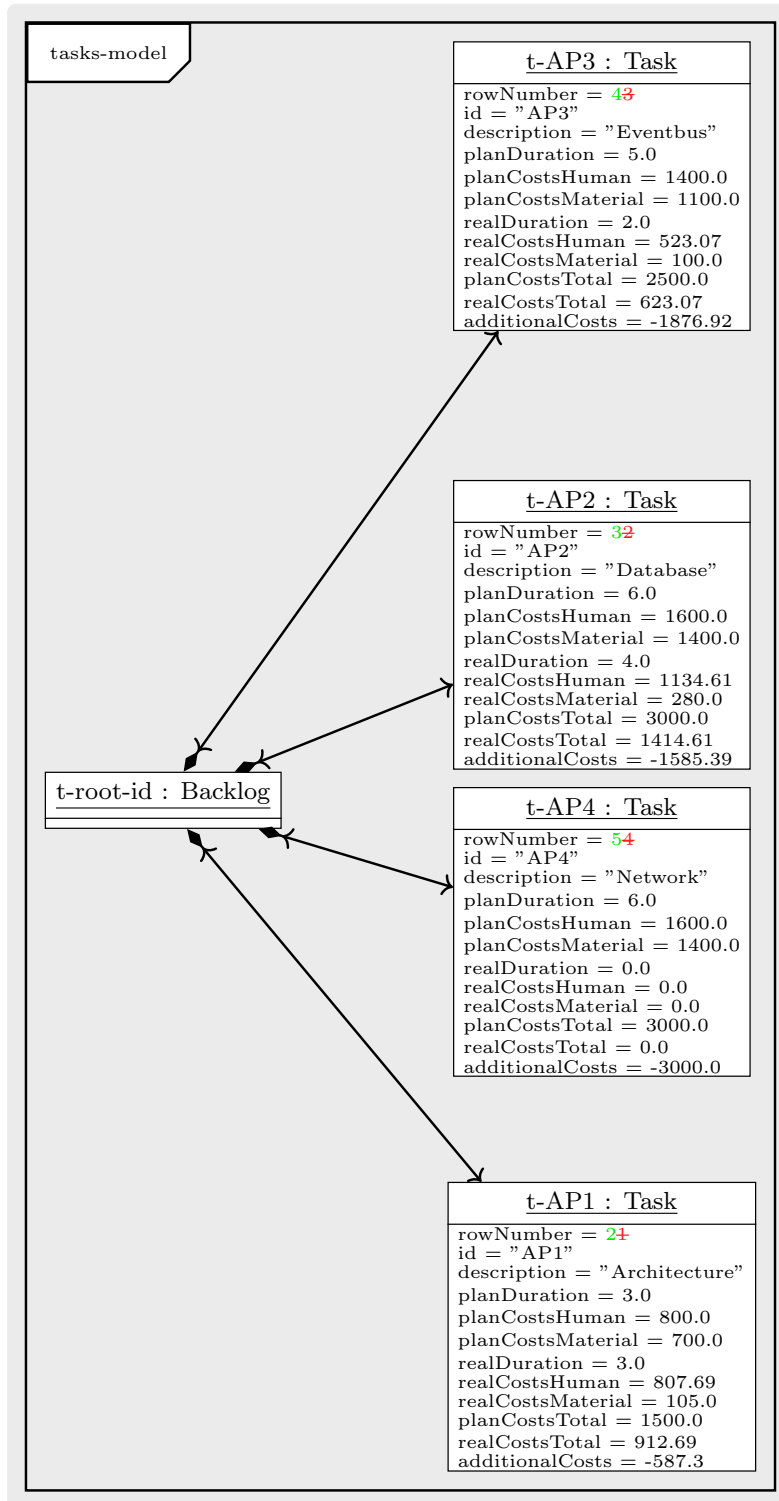 tasks-model
t-AP3 : Task
rowNumber = 43
id = "AP3"
description = "Eventbus"
planDuration = 5.0
planCostsHuman = 1400.0
planCostsMaterial = 1100.0
realDuration = 2.0
realCostsHuman = 523.07
realCostsMaterial = 100.0
planCostsTotal = 2500.0
realCostsTotal = 623.07
additionalCosts = -1876.92
t-AP2 : Task
rowNumber = 32
id = "AP2"
description = "Database"
planDuration = 6.0
planCostsHuman = 1600.0
planCostsMaterial = 1400.0
realDuration = 4.0
realCostsHuman = 1134.61
realCostsMaterial = 280.0
planCostsTotal = 3000.0
realCostsTotal = 1414.61
additionalCosts = -1585.39
t-root-id : Backlog
t-AP4 : Task
rowNumber = 54
id = "AP4"
description = "Network"
planDuration = 6.0
planCostsHuman = 1600.0
planCostsMaterial = 1400.0
realDuration = 0.0
realCostsHuman = 0.0
realCostsMaterial = 0.0
planCostsTotal = 3000.0
realCostsTotal = 0.0
additionalCosts = -3000.0
t-AP1 : Task
rowNumber = 21
id = "AP1"
description = "Architecture"
planDuration = 3.0
planCostsHuman = 800.0
planCostsMaterial = 700.0
realDuration = 3.0
realCostsHuman = 807.69
realCostsMaterial = 105.0
planCostsTotal = 1500.0
realCostsTotal = 912.69
additionalCosts = -587.3